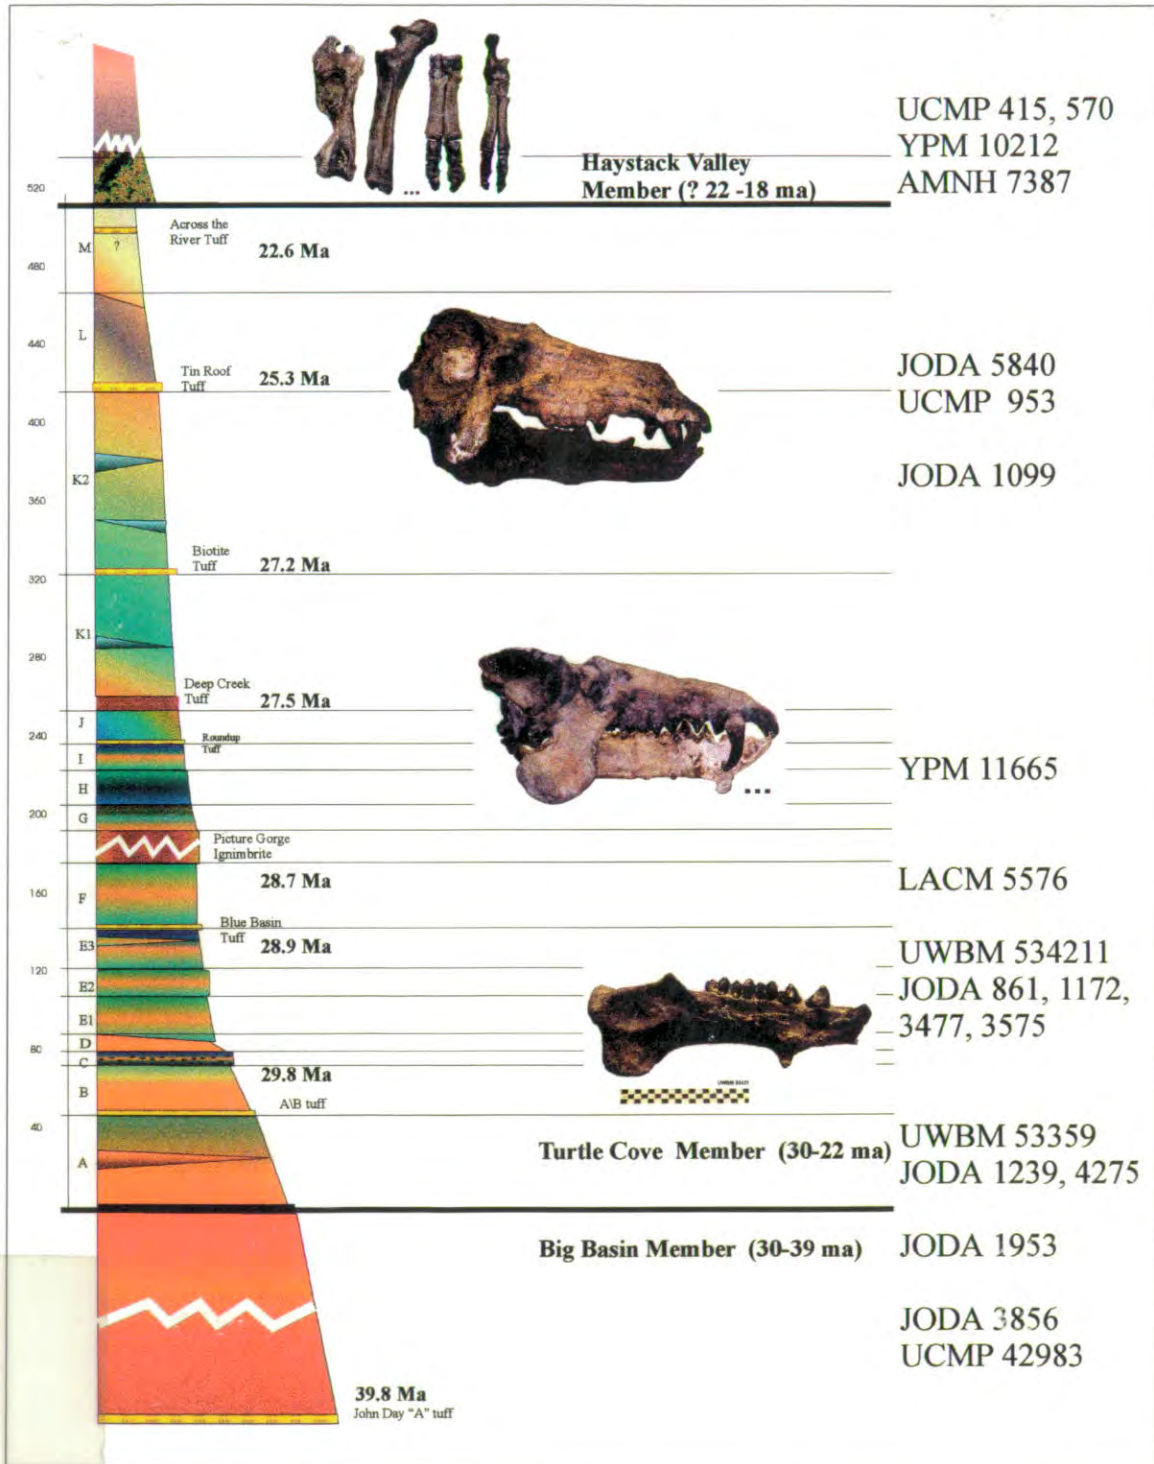 UCMP 415, 570
YPM 10212
AMNH 7387
Haystack Valley
Member (? 22 -18 ma)
...
520
Across the
River Tuff
22.6 Ma
M
?
480
L
440
Tin Roof
Tuff
25.3 Ma
JODA 5840
UCMP 953
400
JODA 1099
K2
360
Biotite
Tuff
27.2 Ma
320
K1
280
Deep Creek
Tuff
27.5 Ma
J
240
Roundup
Tuff
I
YPM 11665
H
...
200
G
Picture Gorge
Ignimbrite
28.7 Ma
LACM 5576
160
F
Blue Basin
Tuff
28.9 Ma
E3
UWBM 534211
120
E2
JODA 861, 1172,
3477, 3575
E1
D
80
C
29.8 Ma
B
A\B tuff
40
UWBM 53359
JODA 1239, 4275
Turtle Cove Member (30-22 ma)
A
Big Basin Member (30-39 ma)
JODA 1953
JODA 3856
UCMP 42983
39.8 Ma
John Day "A" tuff